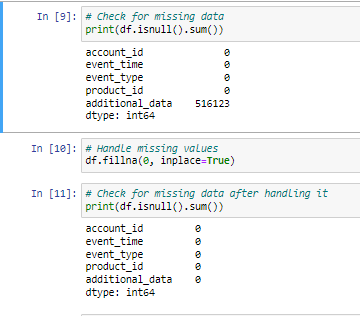 In [9]: # Check for missing data
print(df.isnull().sum())
account_id 0
event_time 0
event_type 0
product_id 0
additional_data 516123
dtype: int64
In [10]: # Handle missing values
df.fillna(0, inplace=True)
In [11]: # Check for missing data after handling it
print(df.isnull().sum())
account_id 0
event_time 0
event_type 0
product_id 0
additional_data 0
dtype: int64